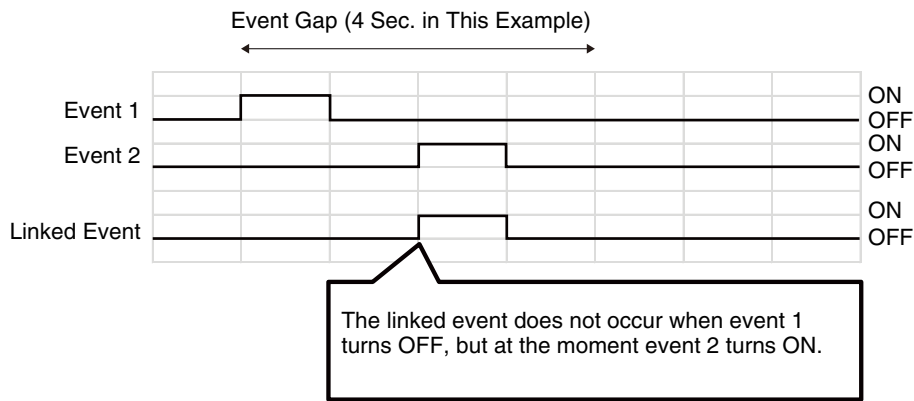 Event Gap (4 Sec. in This Example)
Event 1
ON
OFF
Event 2
ON
OFF
Linked Event
ON
OFF
The linked event does not occur when event 1
turns OFF, but at the moment event 2 turns ON.